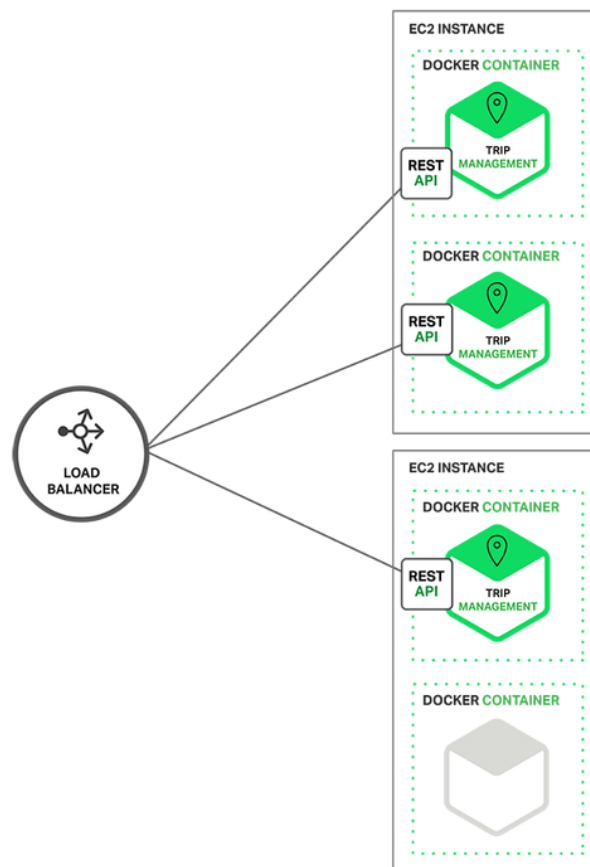 EC2 INSTANCE
DOCKER CONTAINER
TRIP
MANAGEMENT
REST
API
DOCKER CONTAINER
TRIP
MANAGEMENT
REST
API
LOAD
BALANCER
EC2 INSTANCE
DOCKER CONTAINER
TRIP
MANAGEMENT
REST
API
DOCKER CONTAINER